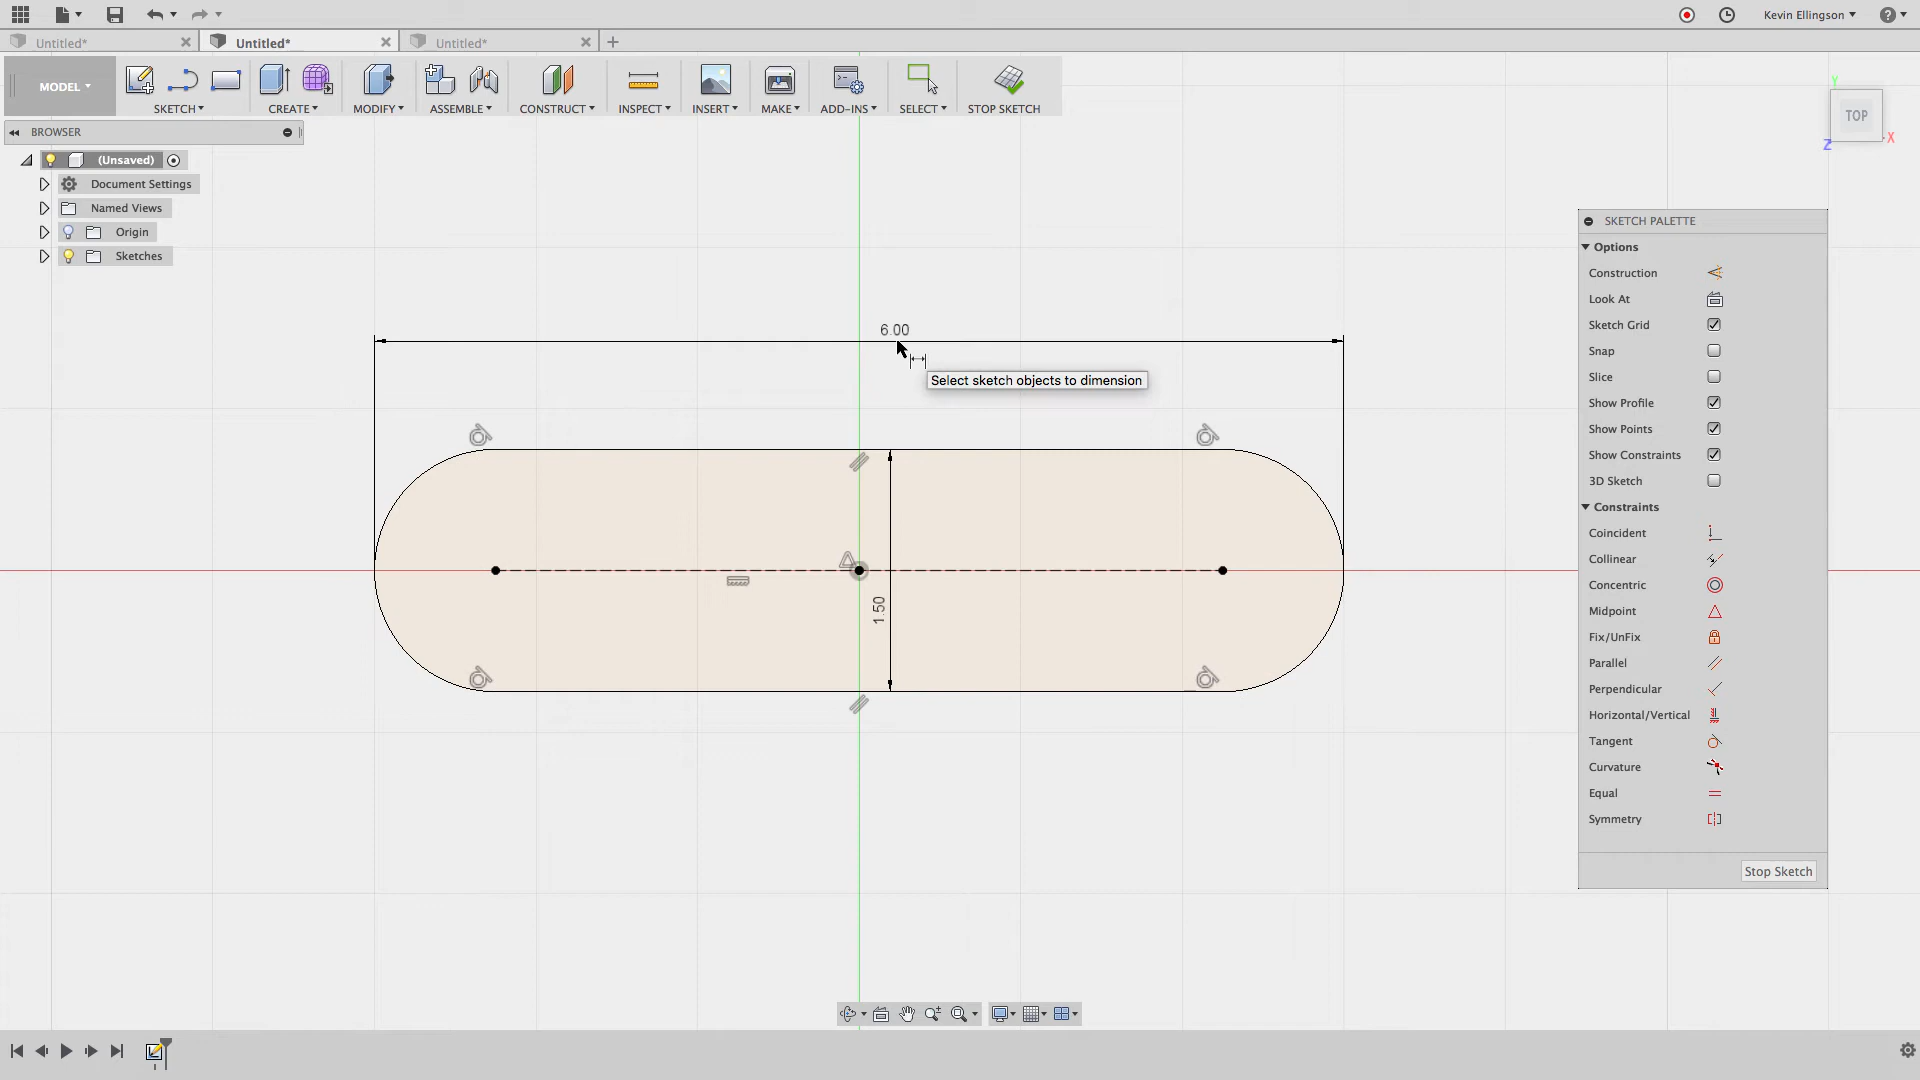 Kevin Ellingson
Untitled*
Untitled*
Untitled*
MODEL
SKETCH
CREATE
MODIFY
ASSEMBLE
CONSTRUCT
INSPECT
INSERT
MAKE
ADD-INS
SELECT
STOP SKETCH
BROWSER
(Unsaved)
Document Settings
Named Views
Origin
Sketches
Y
TOP
X
Z
6.00
Select sketch objects to dimension
1.50
SKETCH PALETTE
Options
Construction
Look At
Sketch Grid
Snap
Slice
Show Profile
Show Points
Show Constraints
3D Sketch
Constraints
Coincident
Collinear
Concentric
Midpoint
Fix/UnFix
Parallel
Perpendicular
Horizontal/Vertical
Tangent
Curvature
Equal
Symmetry
Stop Sketch